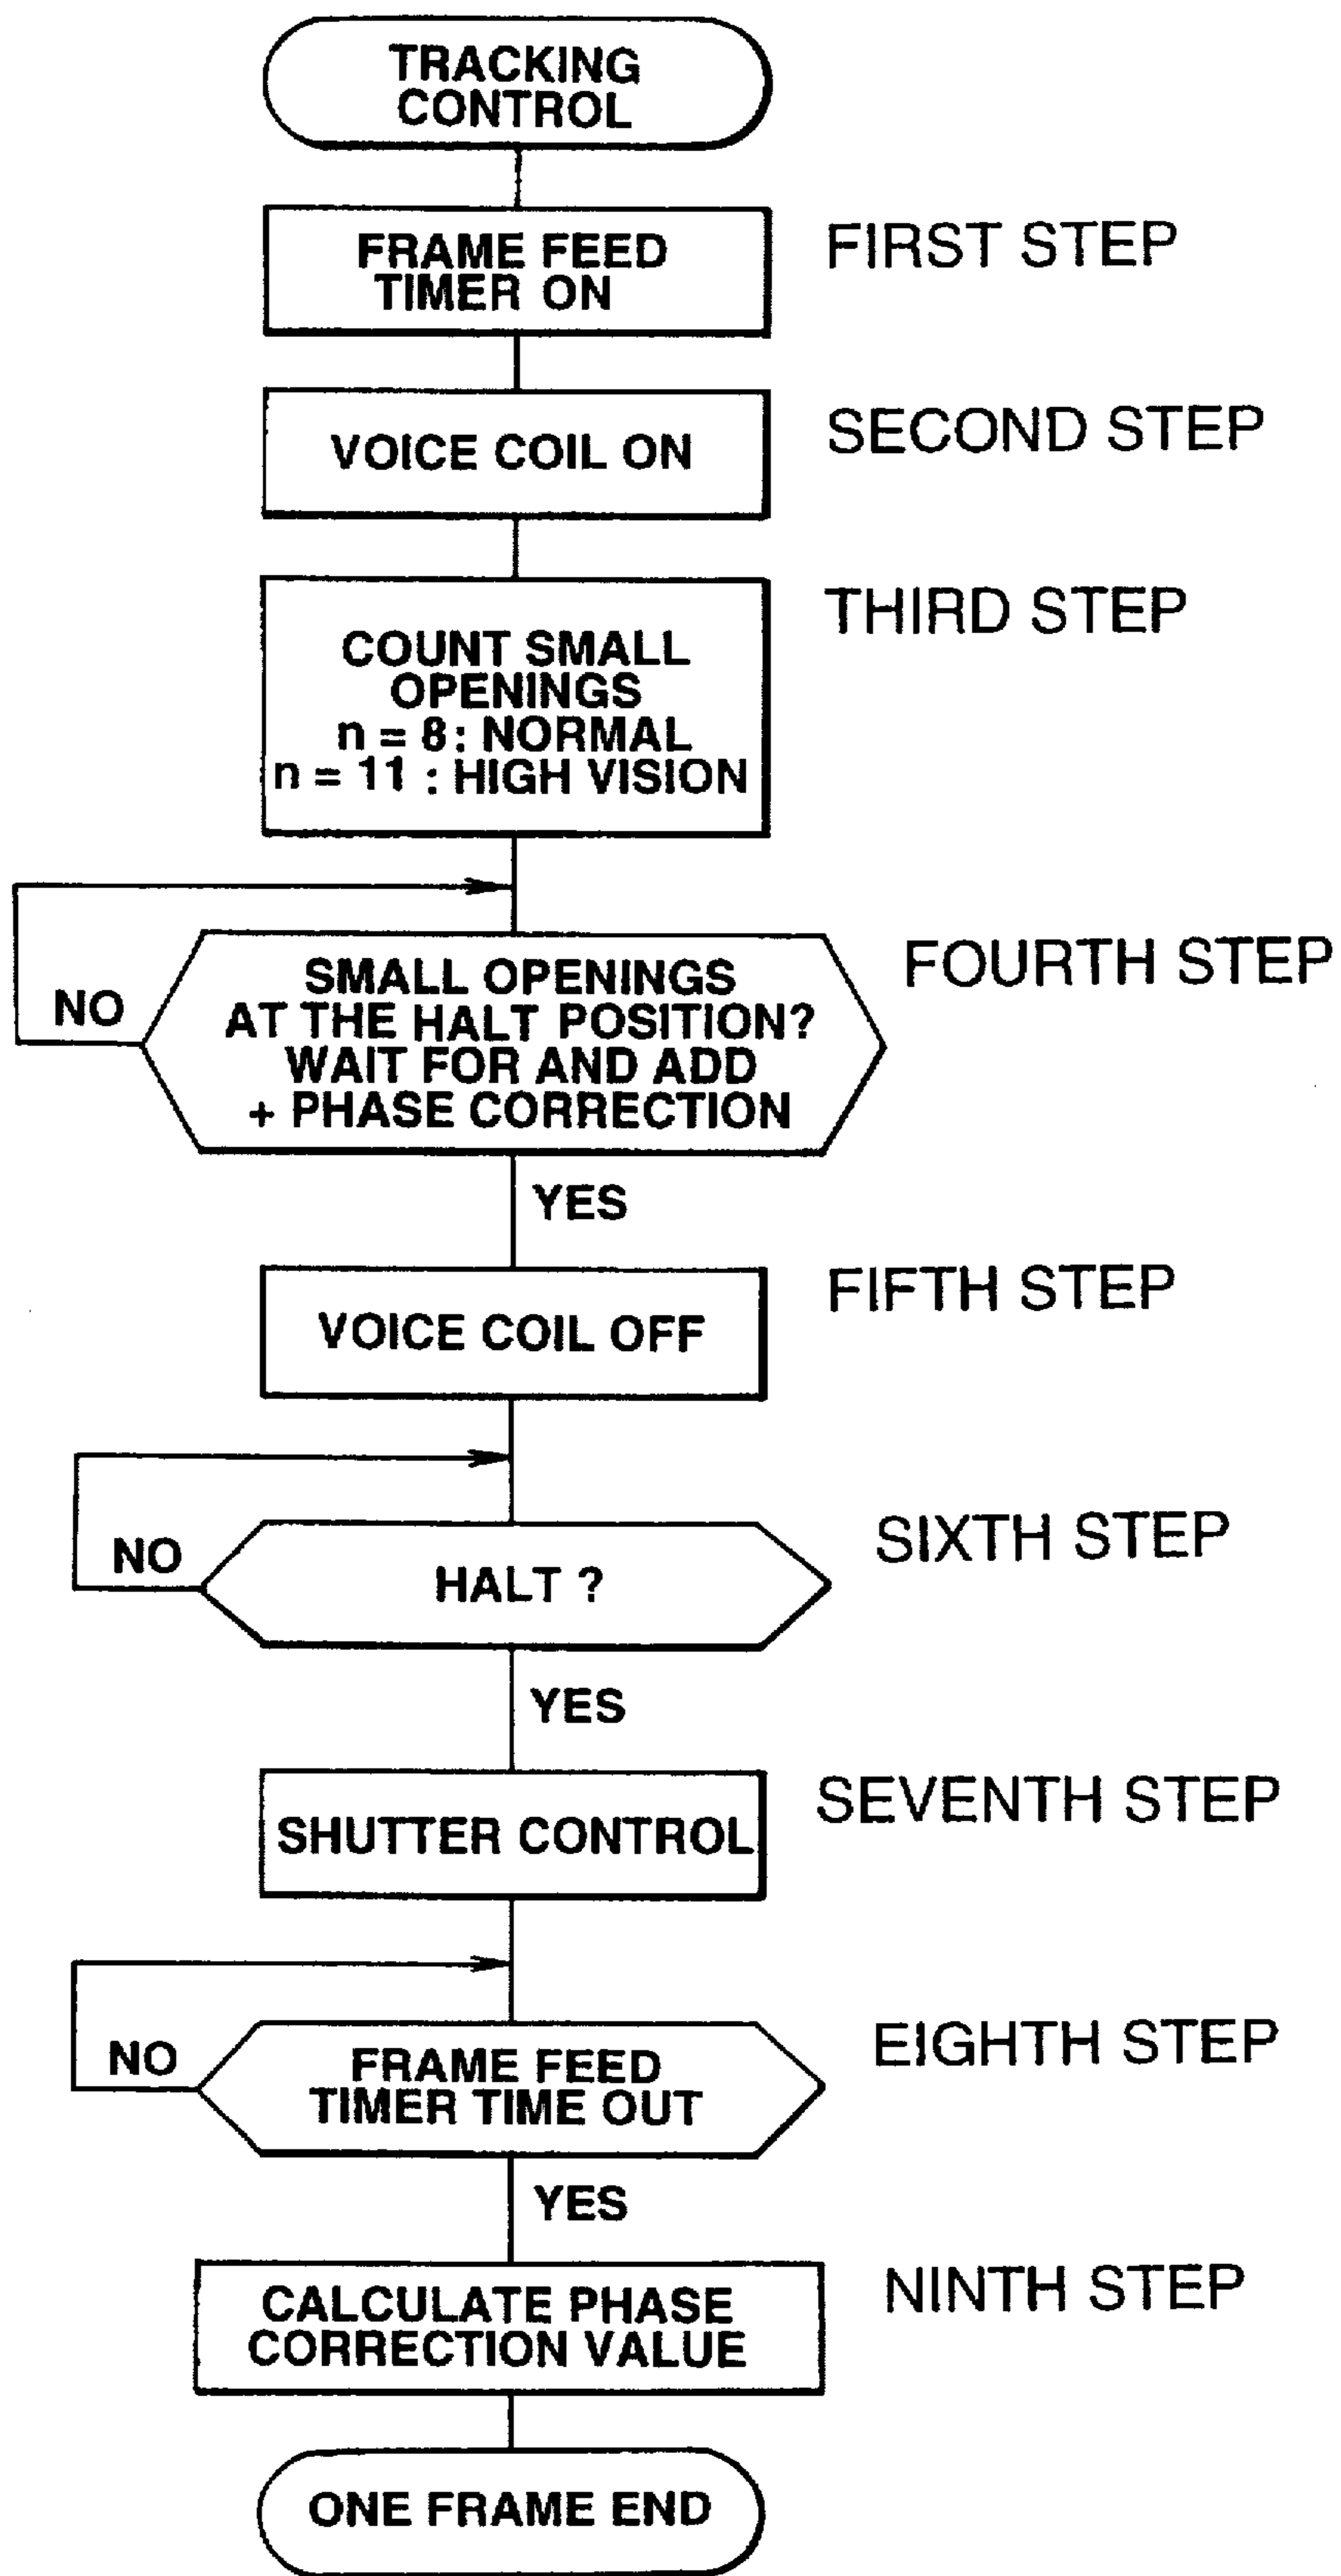 TRACKING
CONTROL
FRAME FEED
TIMER ON
FIRST STEP
VOICE COIL ON
SECOND STEP
COUNT SMALL
OPENINGS
n = 8 : NORMAL
n = 11 : HIGH VISION
THIRD STEP
SMALL OPENINGS
AT THE HALT POSITION?
WAIT FOR AND ADD
+ PHASE CORRECTION
FOURTH STEP
NO
YES
VOICE COIL OFF
FIFTH STEP
HALT ?
SIXTH STEP
NO
YES
SHUTTER CONTROL
SEVENTH STEP
FRAME FEED
TIMER TIME OUT
EIGHTH STEP
NO
YES
CALCULATE PHASE
CORRECTION VALUE
NINTH STEP
ONE FRAME END